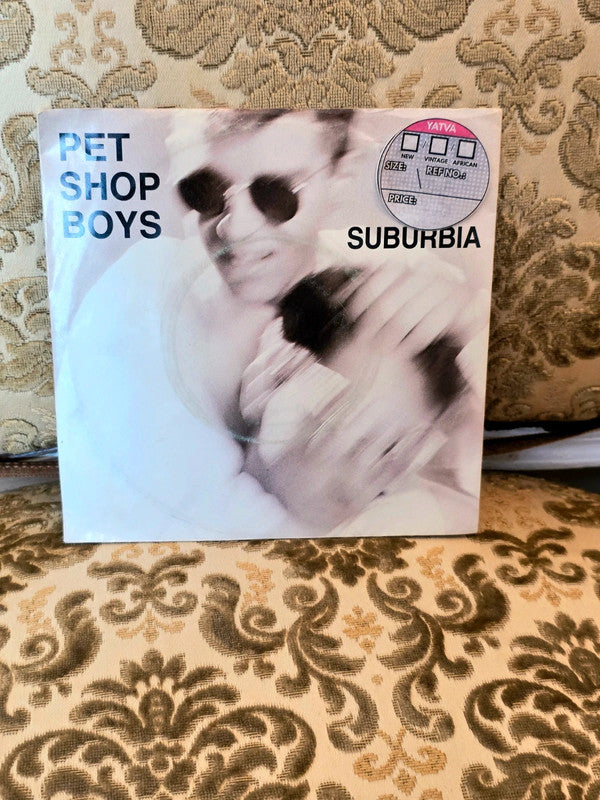 PET
SHOP
BOYS
SUBURBIA
YATVA
NEW VINTAGE AFRICAN
SIZE: REF NO.:
PRICE: